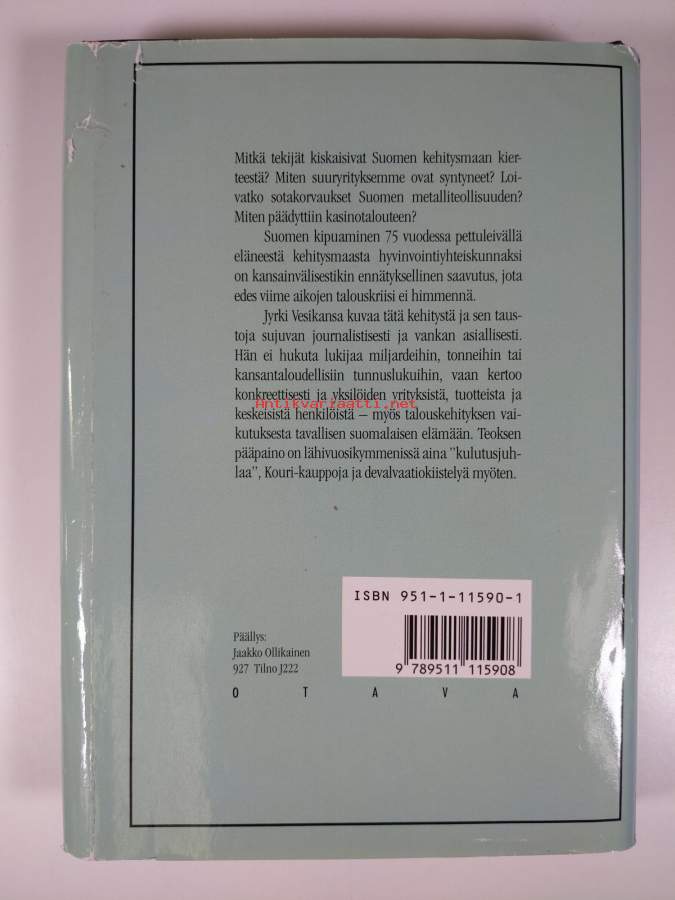 Mitkä tekijät kiskaisivat Suomen kehitysmaan kier-
teestä? Miten suuryrityksemme ovat syntyneet? Loi-
vatko sotakorvaukset Suomen metalliteollisuuden?
Miten päädyttiin kasinotalouteen?
Suomen kipuaminen 75 vuodessa pettuleivällä
eläneestä kehitysmaasta hyvinvointiyhteiskunnaksi
on kansainvälisestikin ennätyksellinen saavutus, jota
edes viime aikojen talouskriisi ei himmennä.
Jyrki Vesikansa kuvaa tätä kehitystä ja sen taus-
toja sujuvan journalistisesti ja vankan asiallisesti.
Hän ei hukuta lukijaa miljardeihin, tonneihin tai
kansantaloudellisiin tunnuslukuihin, vaan kertoo
konkreettisesti ja yksilöiden yrityksistä, tuotteista ja
Antikvariaatti.net
keskeisistä henkilöistä – myös talouskehityksen vai-
kutuksesta tavallisen suomalaisen elämään. Teoksen
pääpaino on lähivuosikymmenissä aina "kulutusjuh-
laa", Kouri-kauppoja ja devalvaatiokiistelyä myöten.
ISBN 951-1-11590-1
9 789511 115908
Päällys:
Jaakko Ollikainen
927 Tilno J222
OTAVA